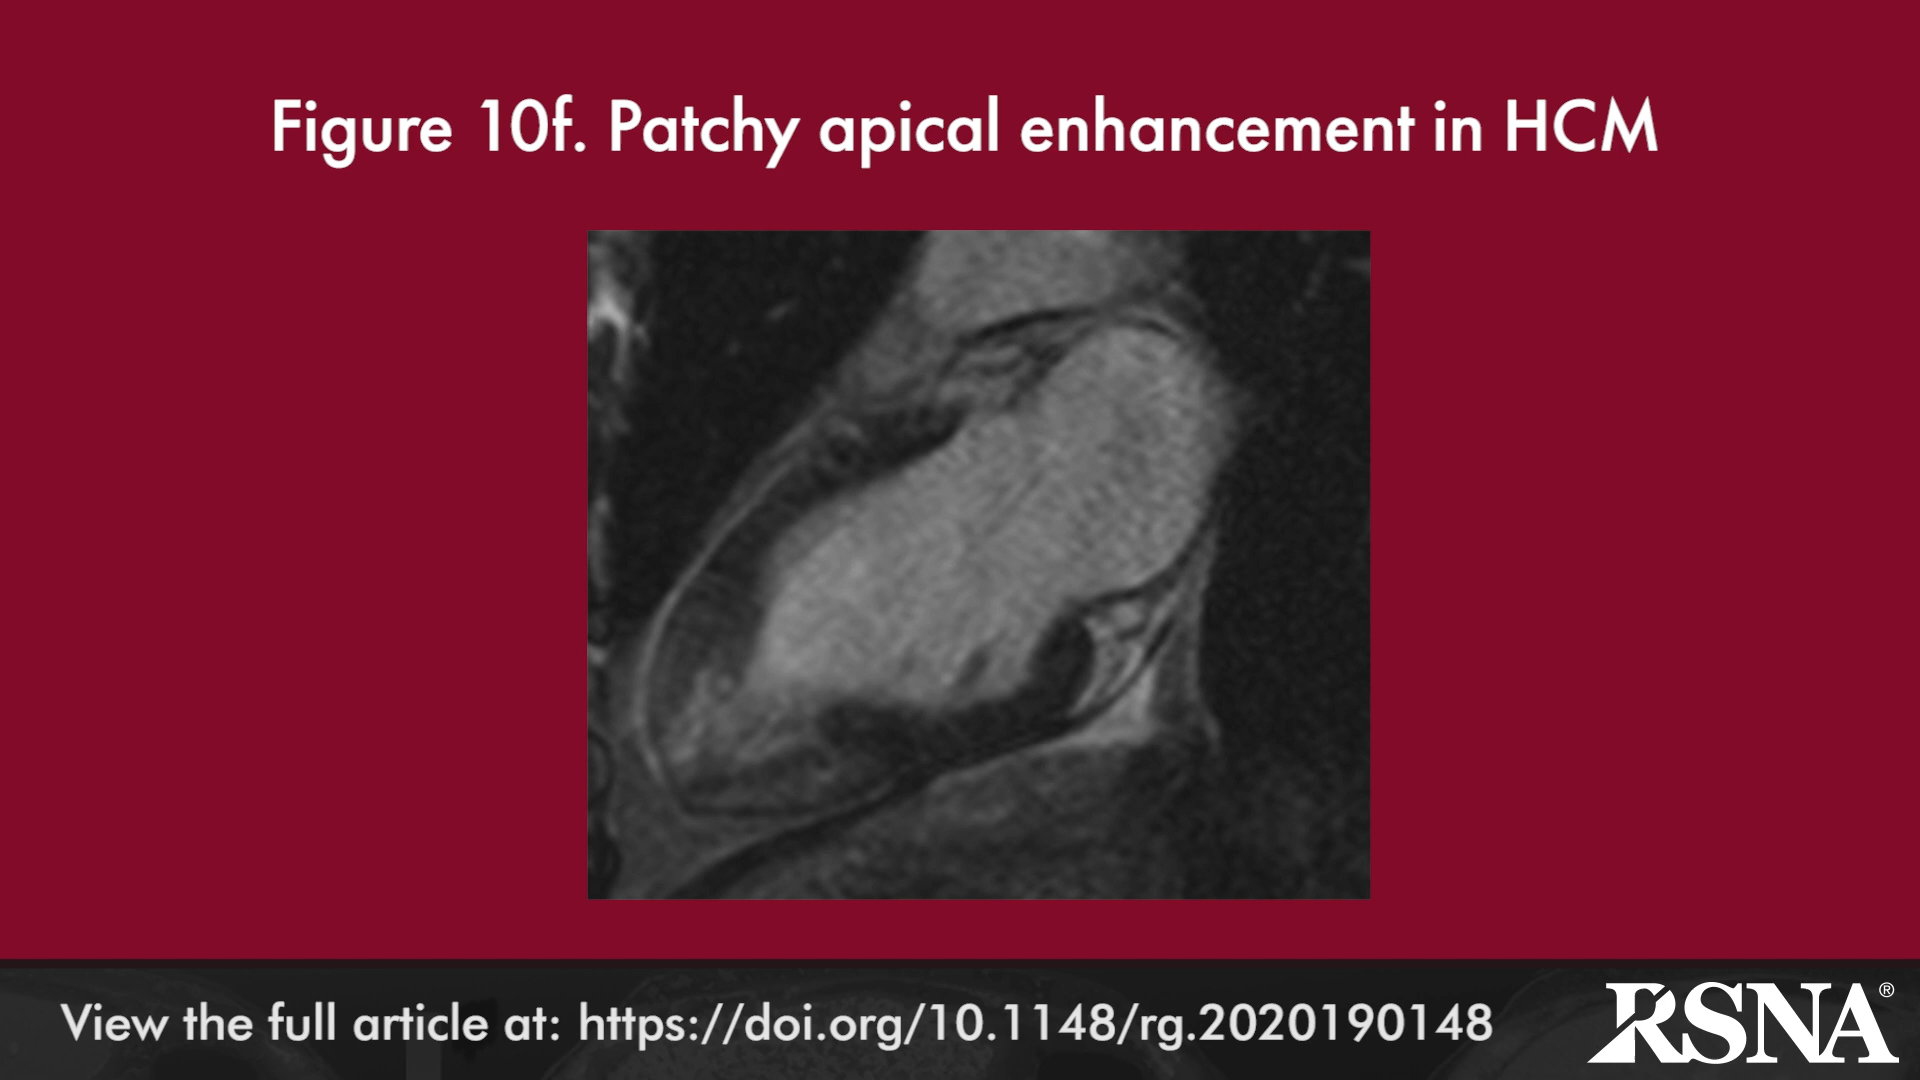 Figure 10f. Patchy apical enhancement in HCM
View the full article at: https://doi.org/10.1148/rg.2020190148
RSNA®